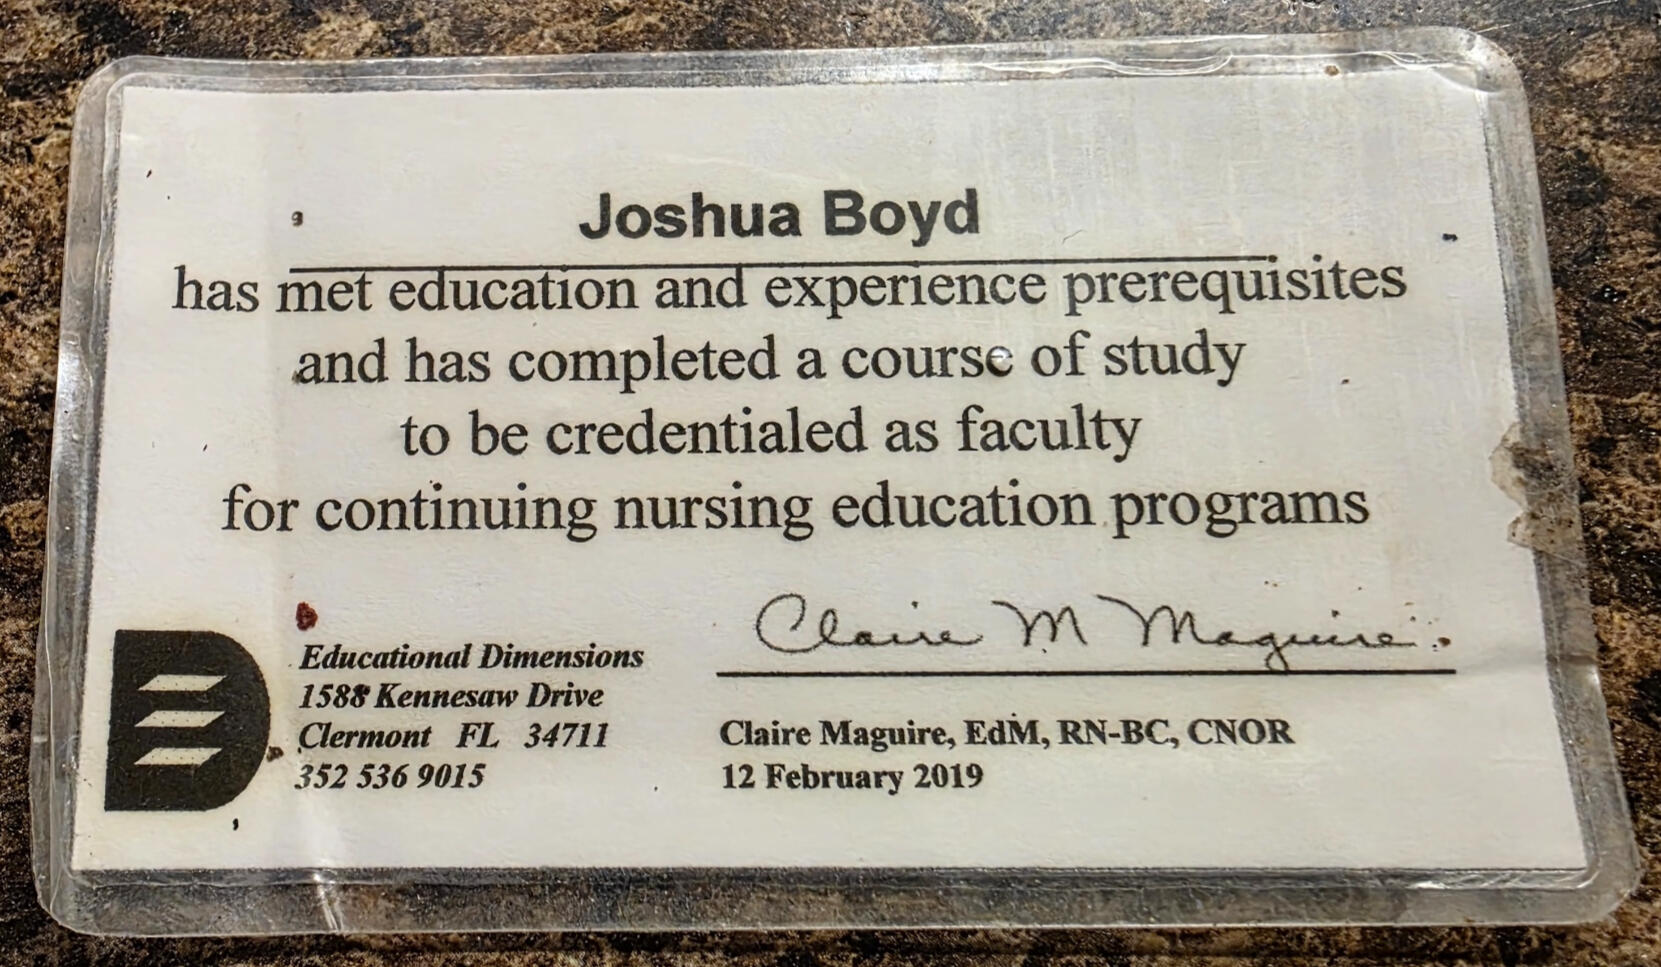 Joshua Boyd
has met education and experience prerequisites
and has completed a course of study
to be credentialed as faculty
for continuing nursing education programs
Educational Dimensions
1588 Kennesaw Drive
Clermont FL 34711
352 536 9015
Claire M Maguire
Claire Maguire, EdM, RN-BC, CNOR
12 February 2019